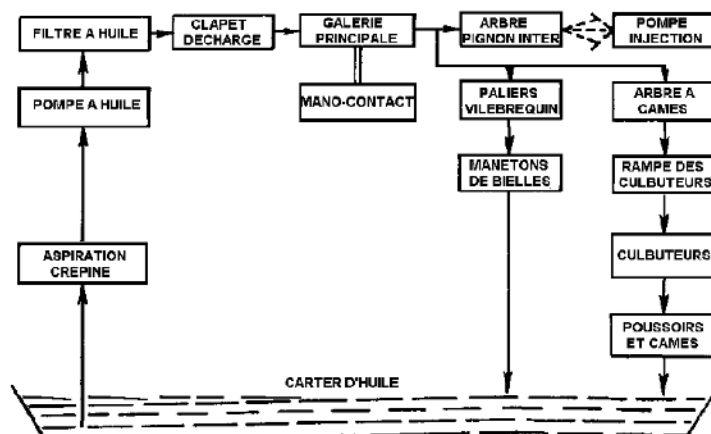 FILTRE A HUILE
CLAPET
DECHARGE
GALERIE
PRINCIPALE
ARBRE
PIGNON INTER
POMPE
INJECTION
POMPE A HUILE
MANO-CONTACT
PALIERS
VILEBREQUIN
ARBRE A
CAMES
MANETONS
DE BIELLES
RAMPE DES
CULBUTEURS
ASPIRATION
CREPINE
CULBUTEURS
POUSSOIRS
ET CAMES
CARTER D'HUILE